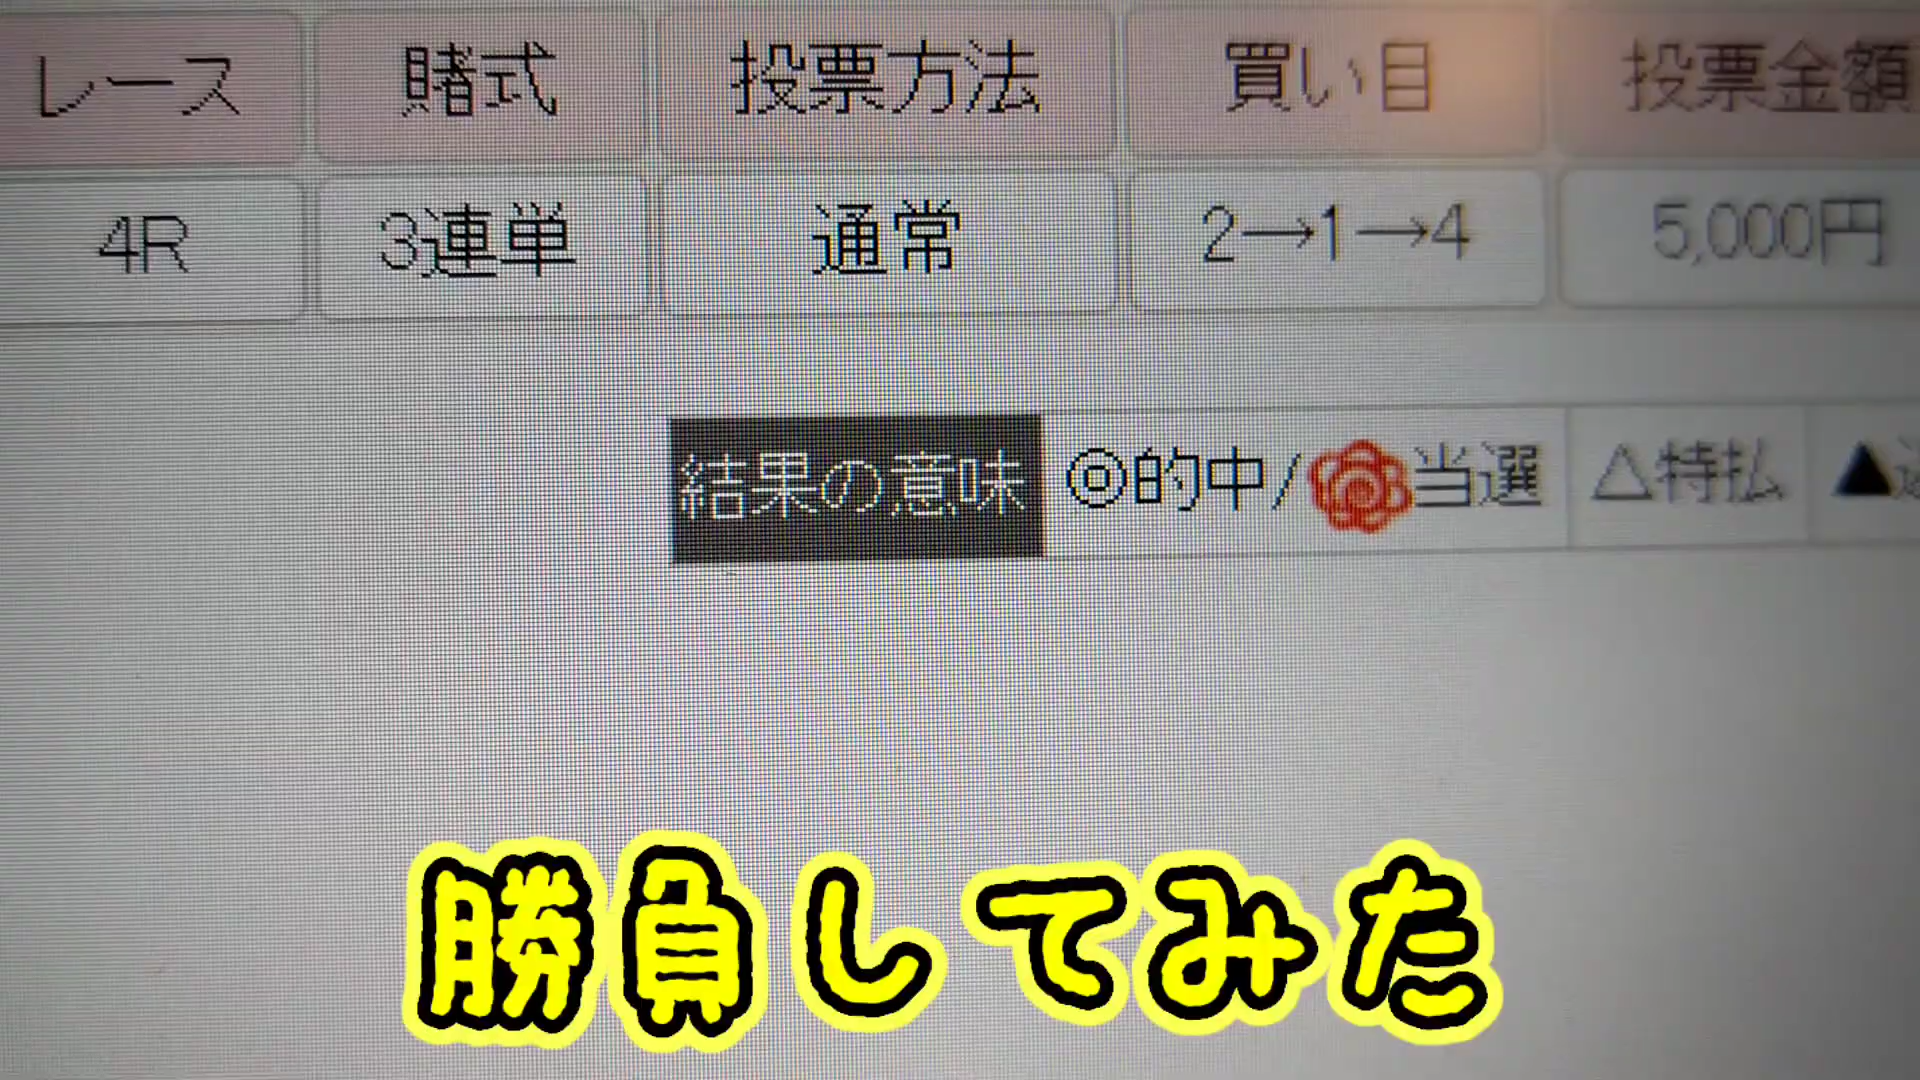 レース 賭式 投票方法 買い目 投票金額
4R 3連単 通常 2→1→4 5,000円
結果の意味 ◎的中/当選 △特払 ▲
勝負してみた